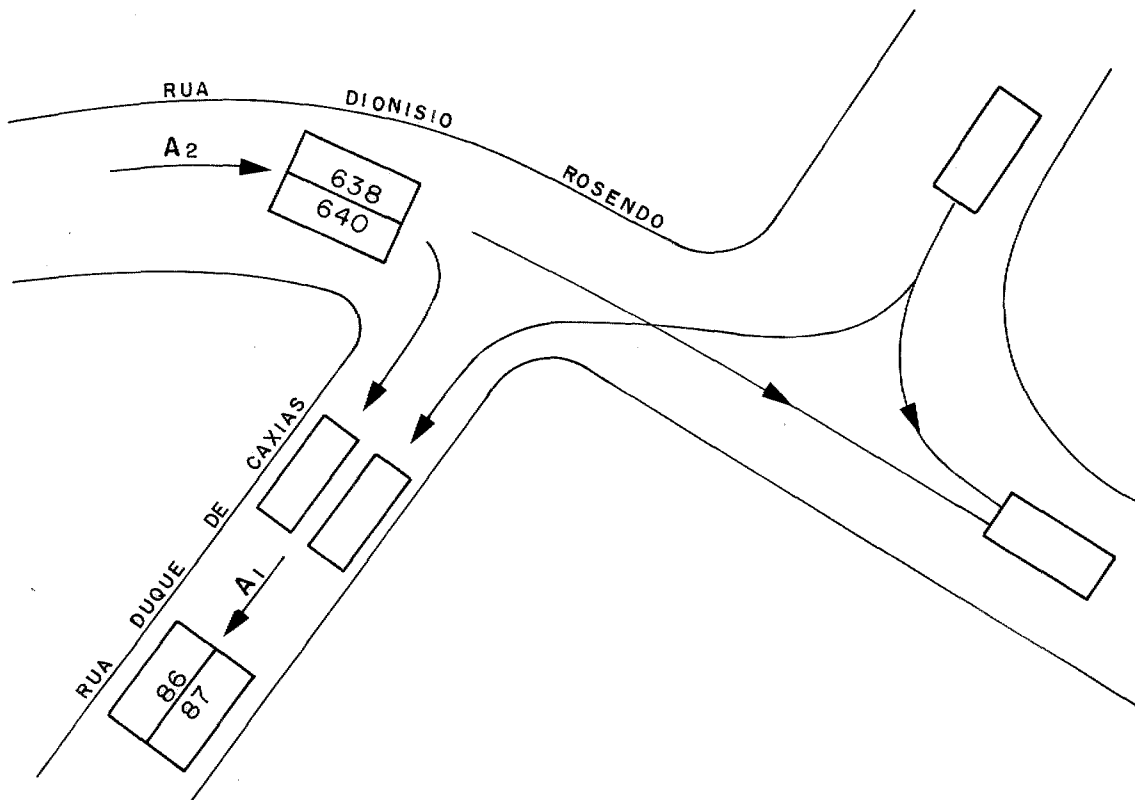 RUA DIONISIO ROSENDO
A2
638
640
RUA DUQUE DE CAXIAS
A1
86
87